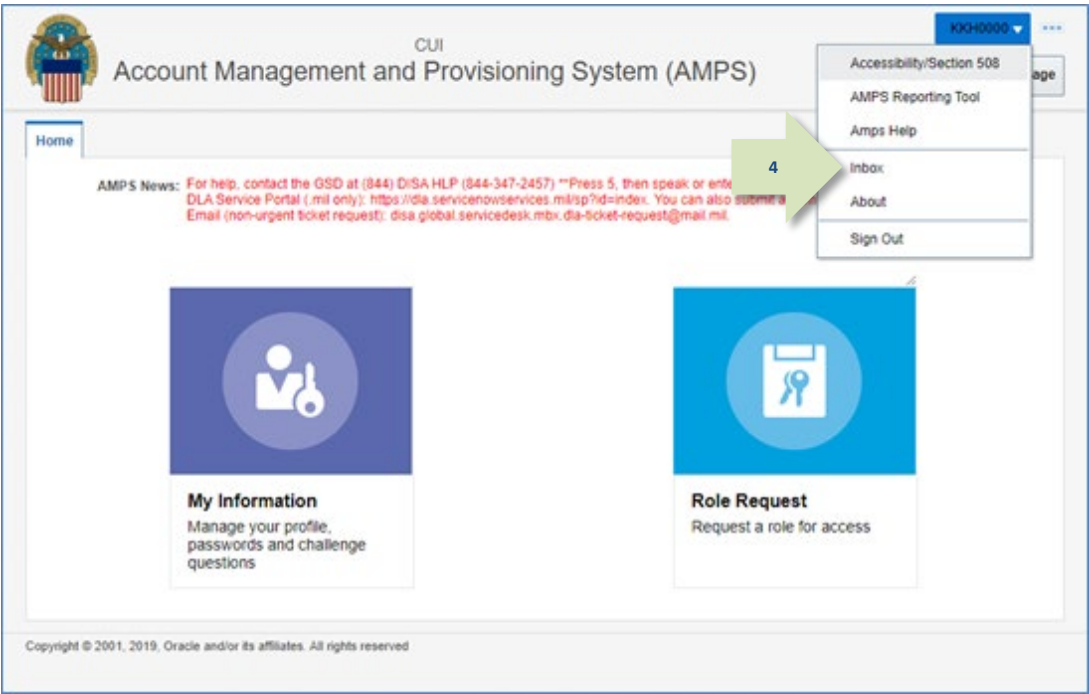 CUI
Account Management and Provisioning System (AMPS)
KKH0000
age
Accessibility/Section 508
AMPS Reporting Tool
Amps Help
Inbox
About
Sign Out
4
Home
AMPS News: For help, contact the GSD at (844) DISA HLP (844-347-2457) **Press 5, then speak or ente
DLA Service Portal (.mil only): https://dla.servicenowservices.mil/sp?id=index. You can also submit a
Email (non-urgent ticket request): disa.global.servicedesk.mbx.dla-ticket-request@mail.mil.
My Information
Manage your profile,
passwords and challenge
questions
Role Request
Request a role for access
Copyright © 2001, 2019, Oracle and/or its affiliates. All rights reserved